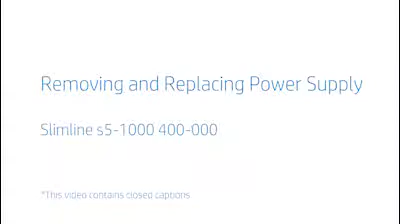 Removing and Replacing Power Supply
Slimline s5-1000 400-000
*This video contains closed captions